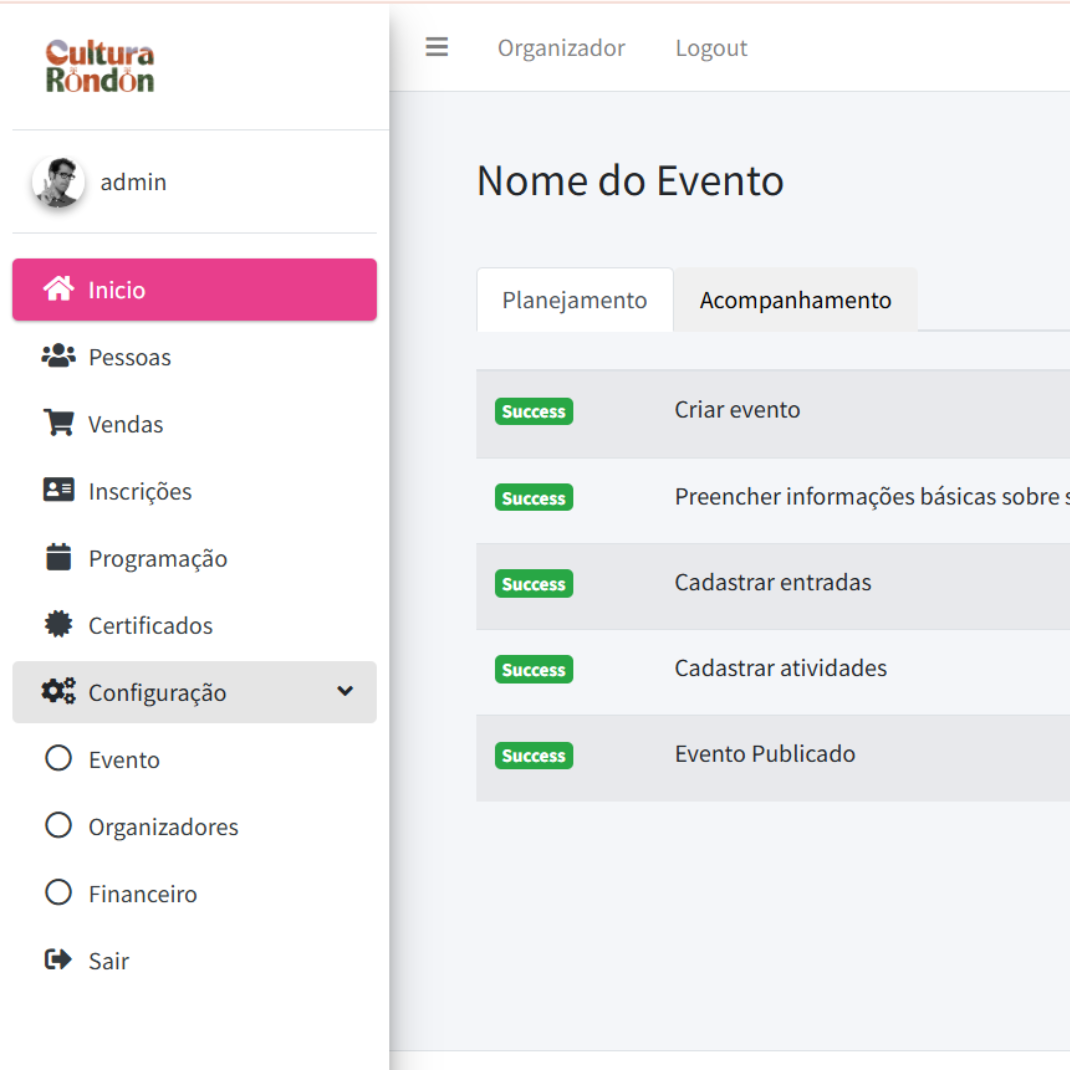 Cultura
Rondon
admin
Inicio
Pessoas
Vendas
Inscrições
Programação
Certificados
Configuração
Evento
Organizadores
Financeiro
Sair
Organizador Logout
Nome do Evento
Planejamento Acompanhamento
Success Criar evento
Success Preencher informações básicas sobre s
Success Cadastrar entradas
Success Cadastrar atividades
Success Evento Publicado